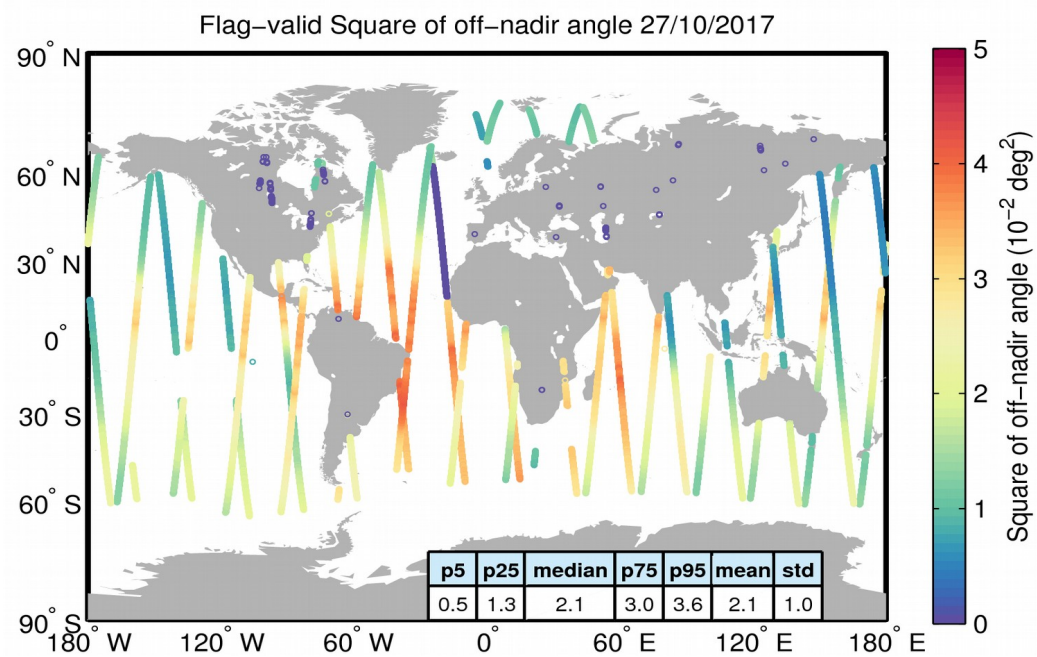 Flag−valid Square of off−nadir angle 27/10/2017
90° N
60° N
30° N
0°
30° S
60° S
90° S
180° W
120° W
60° W
0°
60° E
120° E
180° E
p5 p25 median p75 p95 mean std
0.5 1.3 2.1 3.0 3.6 2.1 1.0
5
4
3
2
1
0
Square of off−nadir angle (10⁻² deg²)